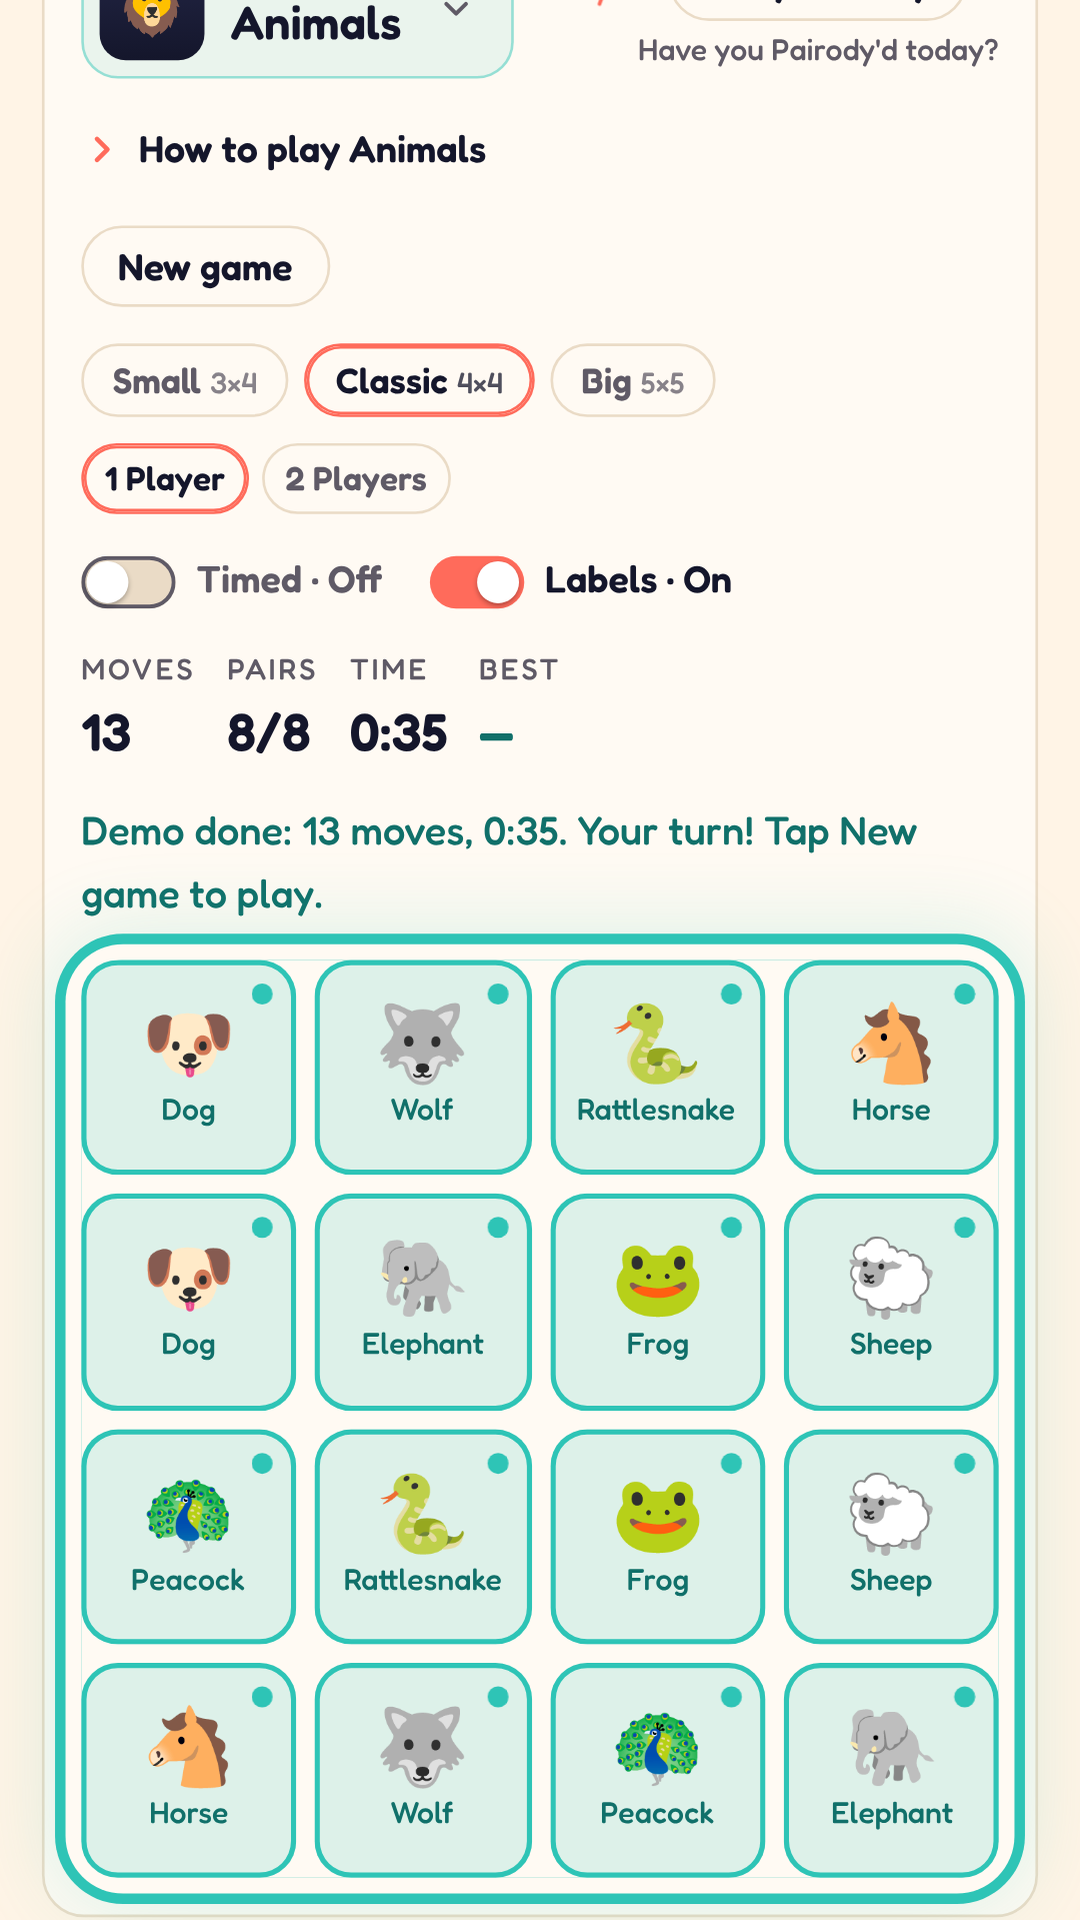 Animals
Have you Pairody'd today?
How to play Animals
New game
Small 3×4 Classic 4×4 Big 5×5
1 Player 2 Players
Timed · Off Labels · On
MOVES PAIRS TIME BEST
13 8/8 0:35 –
Demo done: 13 moves, 0:35. Your turn! Tap New
game to play.
Dog Wolf Rattlesnake Horse
Dog Elephant Frog Sheep
Peacock Rattlesnake Frog Sheep
Horse Wolf Peacock Elephant